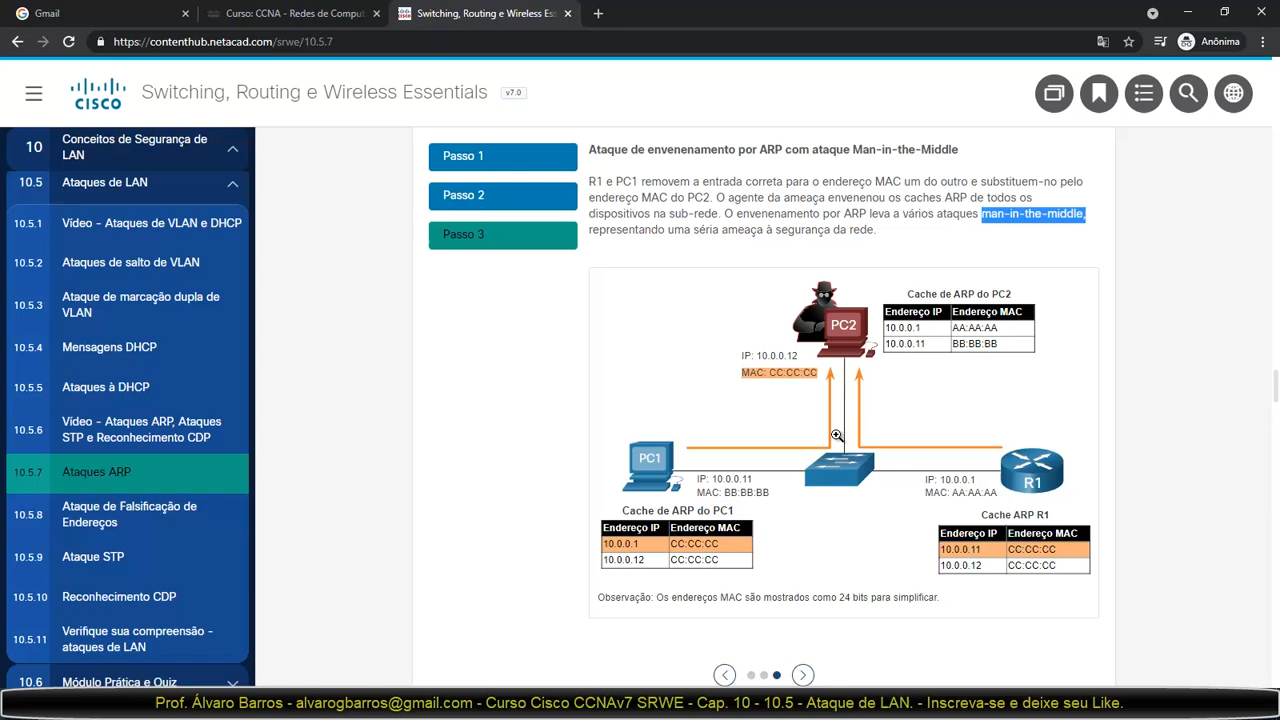 Gmail
Curso: CCNA - Redes de Comput
Switching, Routing e Wireless Ess
https://contenthub.netacad.com/srwe/10.5.7
Anônima
CISCO
Switching, Routing e Wireless Essentials
v7.0
10
Conceitos de Segurança de
LAN
10.5
Ataques de LAN
10.5.1
Vídeo – Ataques de VLAN e DHCP
10.5.2
Ataques de salto de VLAN
10.5.3
Ataque de marcação dupla de
VLAN
10.5.4
Mensagens DHCP
10.5.5
Ataques à DHCP
10.5.6
Vídeo – Ataques ARP, Ataques
STP e Reconhecimento CDP
10.5.7
Ataques ARP
10.5.8
Ataque de Falsificação de
Endereços
10.5.9
Ataque STP
10.5.10
Reconhecimento CDP
10.5.11
Verifique sua compreensão –
ataques de LAN
10.6
Módulo Prática e Quiz
Passo 1
Passo 2
Passo 3
Ataque de envenenamento por ARP com ataque Man-in-the-Middle
R1 e PC1 removem a entrada correta para o endereço MAC um do outro e substituem-no pelo
endereço MAC do PC2. O agente da ameaça envenenou os caches ARP de todos os
dispositivos na sub-rede. O envenenamento por ARP leva a vários ataques man-in-the-middle,
representando uma séria ameaça à segurança da rede.
PC2
Cache de ARP do PC2
Endereço IP Endereço MAC
10.0.0.1 AA:AA:AA
10.0.0.11 BB:BB:BB
IP: 10.0.0.12
MAC: CC:CC:CC
PC1
IP: 10.0.0.11
MAC: BB:BB:BB
IP: 10.0.0.1
MAC: AA:AA:AA
R1
Cache de ARP do PC1
Endereço IP Endereço MAC
10.0.0.1 CC:CC:CC
10.0.0.12 CC:CC:CC
Cache ARP R1
Endereço IP Endereço MAC
10.0.0.11 CC:CC:CC
10.0.0.12 CC:CC:CC
Observação: Os endereços MAC são mostrados como 24 bits para simplificar.
Prof. Álvaro Barros - alvarogbarros@gmail.com - Curso Cisco CCNAv7 SRWE - Cap. 10 - 10.5 - Ataque de LAN. - Inscreva-se e deixe seu Like.